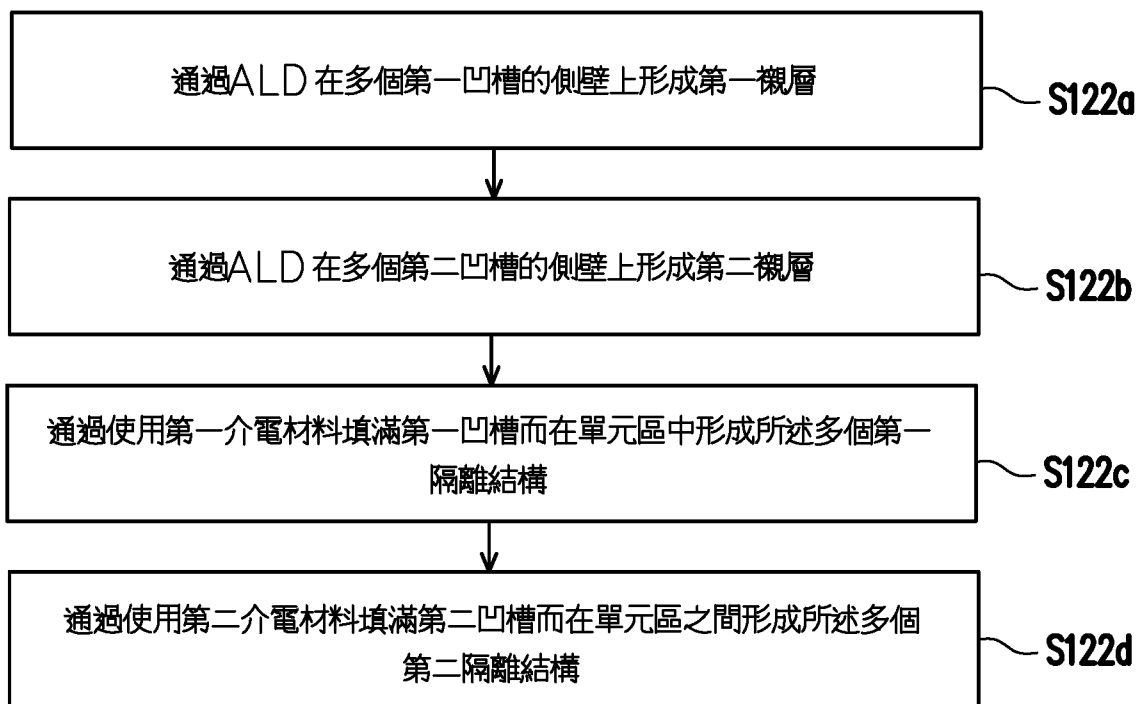 通過ALD在多個第一凹槽的側壁上形成第一襯層
S122a
通過ALD在多個第二凹槽的側壁上形成第二襯層
S122b
通過使用第一介電材料填滿第一凹槽而在單元區中形成所述多個第一
隔離結構
S122c
通過使用第二介電材料填滿第二凹槽而在單元區之間形成所述多個
第二隔離結構
S122d